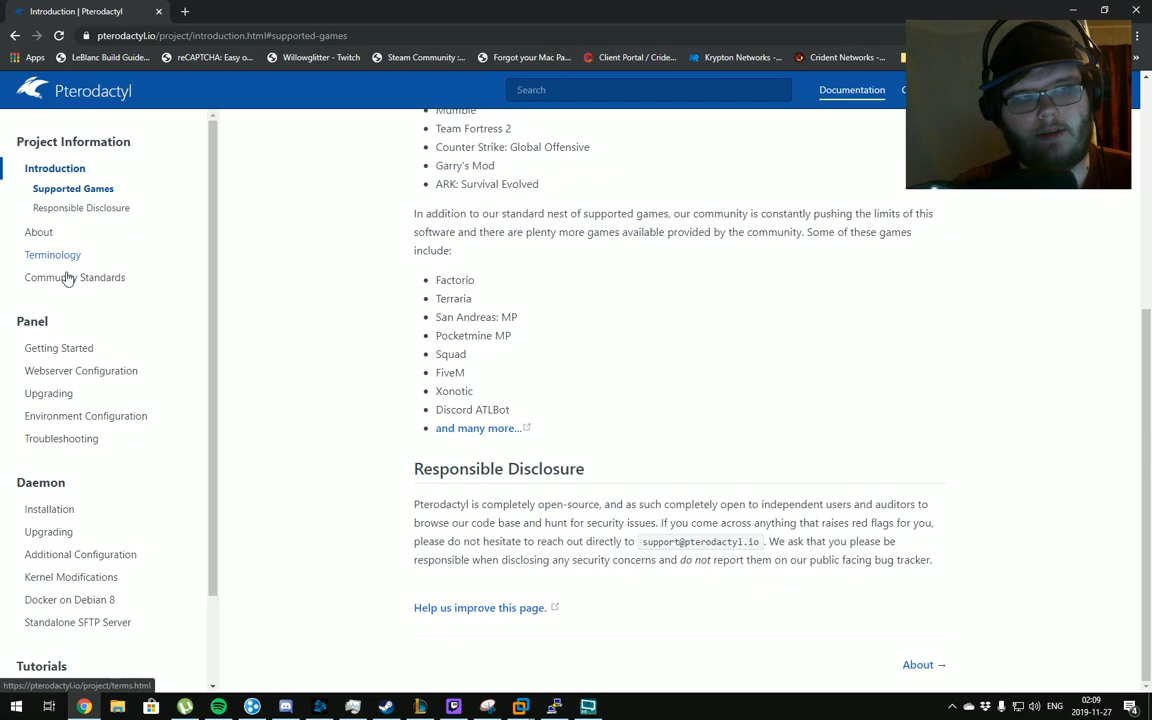 Introduction | Pterodactyl
pterodactyl.io/project/introduction.html#supported-games
Apps
LeBlanc Build Guide...
reCAPTCHA: Easy o...
Willowglitter - Twitch
Steam Community :...
Forgot your Mac Pa...
Client Portal / Cride...
Krypton Networks -...
Crident Networks -...
Pterodactyl
Search
Documentation
Project Information
Introduction
Supported Games
Responsible Disclosure
About
Terminology
Community Standards
Panel
Getting Started
Webserver Configuration
Upgrading
Environment Configuration
Troubleshooting
Daemon
Installation
Upgrading
Additional Configuration
Kernel Modifications
Docker on Debian 8
Standalone SFTP Server
Tutorials
https://pterodactyl.io/project/terms.html
Mumble
Team Fortress 2
Counter Strike: Global Offensive
Garry's Mod
ARK: Survival Evolved
In addition to our standard nest of supported games, our community is constantly pushing the limits of this
software and there are plenty more games available provided by the community. Some of these games
include:
Factorio
Terraria
San Andreas: MP
Pocketmine MP
Squad
FiveM
Xonotic
Discord ATLBot
and many more...
Responsible Disclosure
Pterodactyl is completely open-source, and as such completely open to independent users and auditors to
browse our code base and hunt for security issues. If you come across anything that raises red flags for you,
please do not hesitate to reach out directly to support@pterodactyl.io. We ask that you please be
responsible when disclosing any security concerns and do not report them on our public facing bug tracker.
Help us improve this page.
About →
ENG
02:09
2019-11-27
4